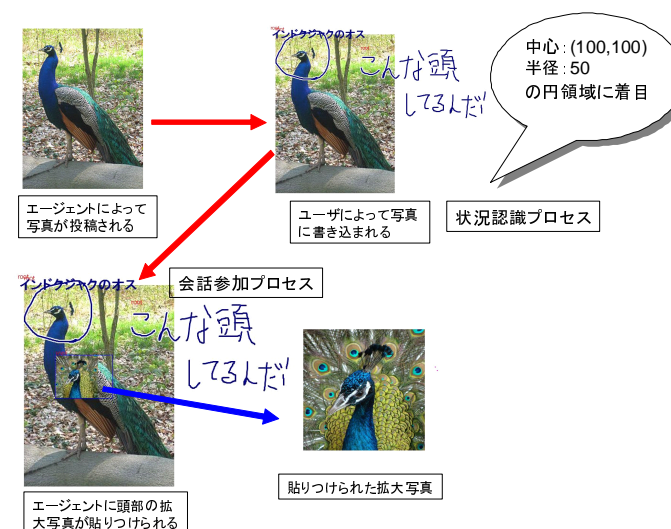 インドクジャクのオス
こんな頭
してるんだ!
中心：(100,100)
半径：50
の円領域に着目
エージェントによって
写真が投稿される
ユーザによって写真
に書き込まれる
状況認識プロセス
会話参加プロセス
インドクジャクのオス
こんな頭
してるんだ!
貼りつけられた拡大写真
エージェントに頭部の拡
大写真が貼りつけられる